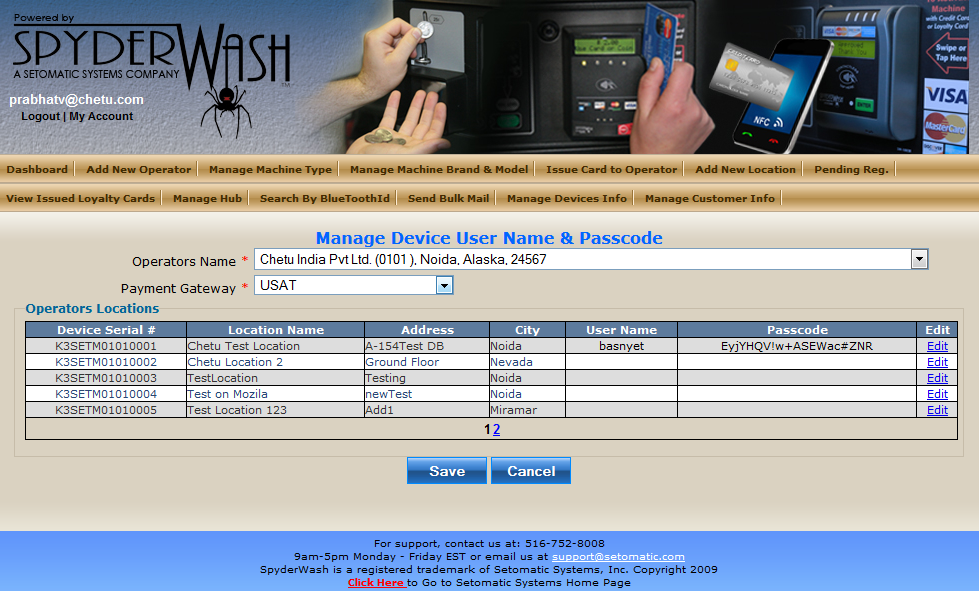 Powered by
SPYDERWASH
A SETOMATIC SYSTEMS COMPANY
prabhatv@chetu.com
Logout | My Account
Machine
with Credit Card
or Loyalty Card
Swipe or
Tap Here
VISA
MasterCard
NFC
Dashboard | Add New Operator | Manage Machine Type | Manage Machine Brand & Model | Issue Card to Operator | Add New Location | Pending Reg. |
View Issued Loyalty Cards | Manage Hub | Search By BlueToothId | Send Bulk Mail | Manage Devices Info | Manage Customer Info |
Manage Device User Name & Passcode
Operators Name * Chetu India Pvt Ltd. (0101 ), Noida, Alaska, 24567
Payment Gateway * USAT
Operators Locations
Device Serial # Location Name Address City User Name Passcode Edit
K3SETM01010001 Chetu Test Location A-154Test DB Noida basnyet EyjYHQV!w+ASEWac#ZNR Edit
K3SETM01010002 Chetu Location 2 Ground Floor Nevada Edit
K3SETM01010003 TestLocation Testing Noida Edit
K3SETM01010004 Test on Mozila newTest Noida Edit
K3SETM01010005 Test Location 123 Add1 Miramar Edit
1 2
Save Cancel
For support, contact us at: 516-752-8008
9am-5pm Monday - Friday EST or email us at support@setomatic.com
SpyderWash is a registered trademark of Setomatic Systems, Inc. Copyright 2009
Click Here to Go to Setomatic Systems Home Page